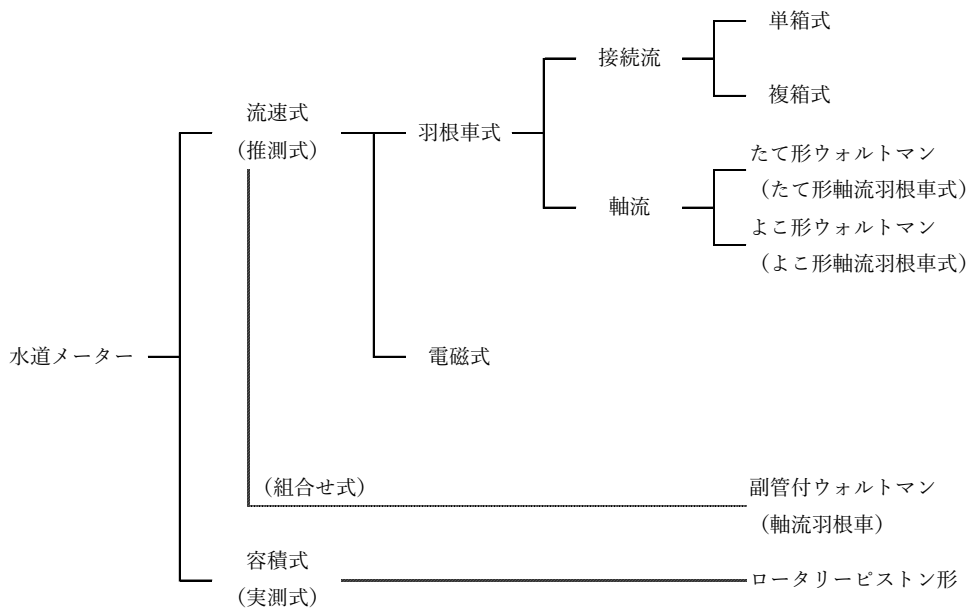 単箱式
接続流
複箱式
流速式
(推測式)
羽根車式
たて形ウォルトマン
(たて形軸流羽根車式)
軸流
よこ形ウォルトマン
(よこ形軸流羽根車式)
水道メーター
電磁式
(組合せ式)
副管付ウォルトマン
(軸流羽根車)
容積式
(実測式)
ロータリーピストン形